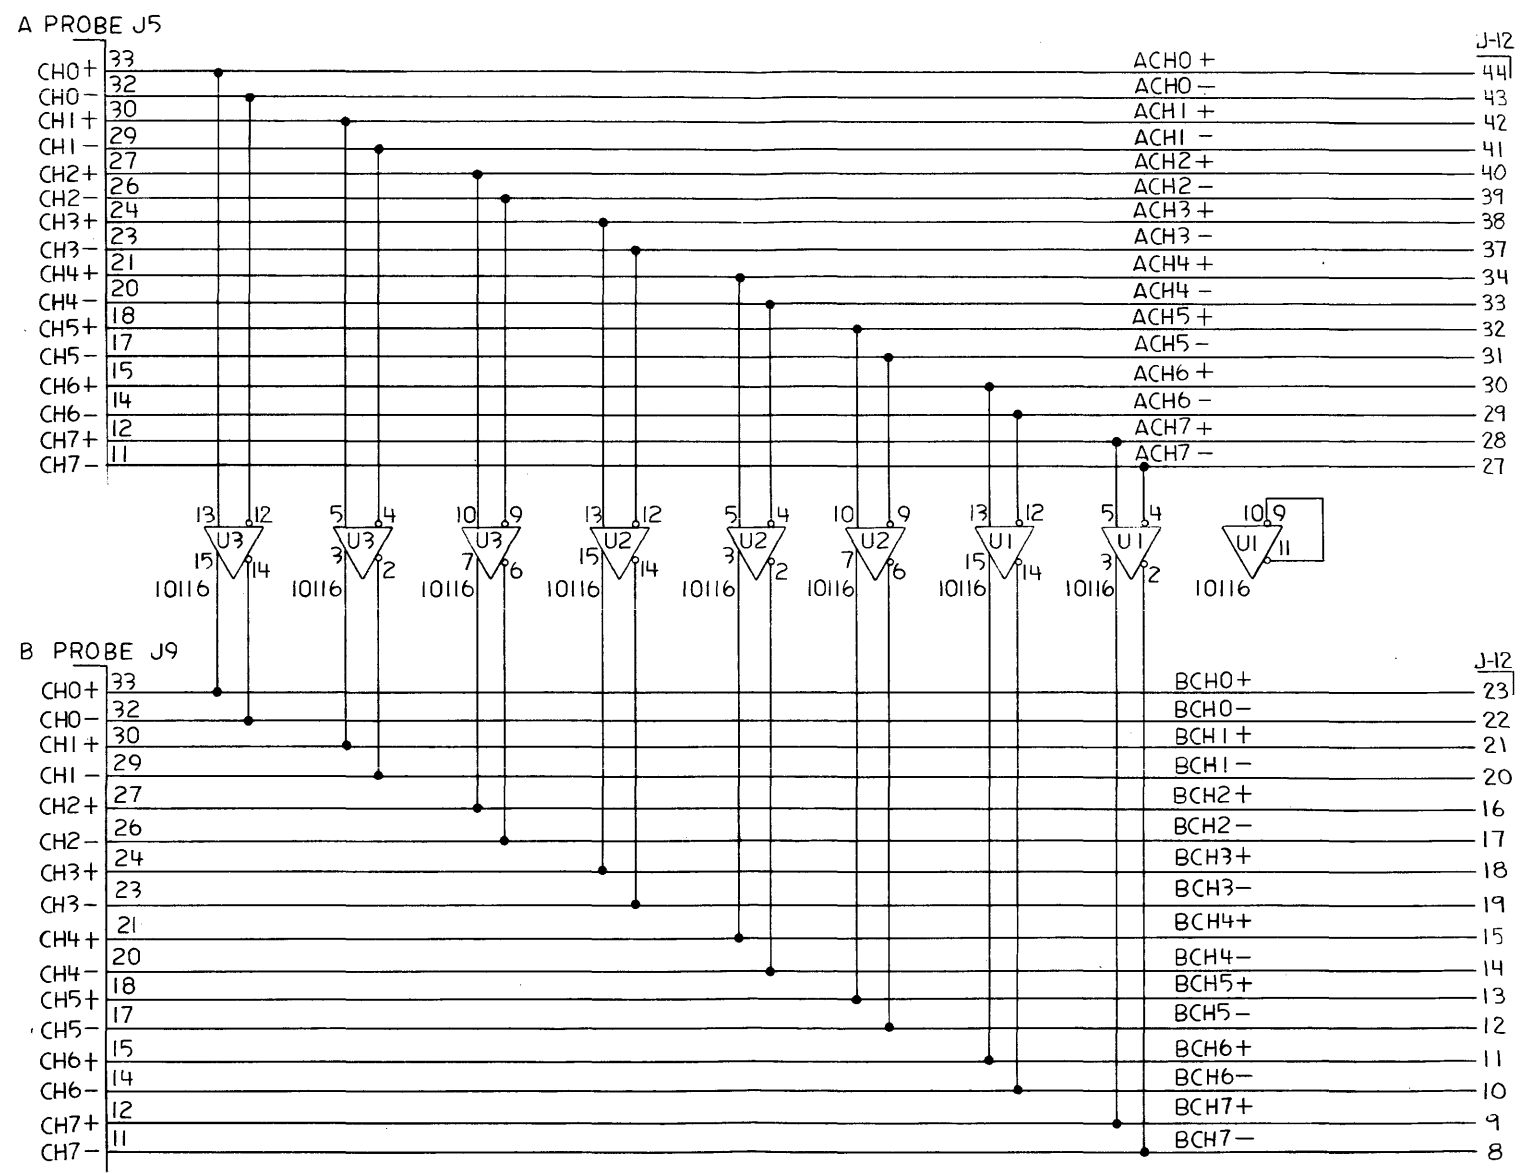 A PROBE J5
J-12
CH0+ 33 ACH0+ 44
CH0- 32 ACH0- 43
CH1+ 30 ACH1+ 42
CH1- 29 ACH1- 41
CH2+ 27 ACH2+ 40
CH2- 26 ACH2- 39
CH3+ 24 ACH3+ 38
CH3- 23 ACH3- 37
CH4+ 21 ACH4+ 34
CH4- 20 ACH4- 33
CH5+ 18 ACH5+ 32
CH5- 17 ACH5- 31
CH6+ 15 ACH6+ 30
CH6- 14 ACH6- 29
CH7+ 12 ACH7+ 28
CH7- 11 ACH7- 27
13 12 5 4 10 9 13 12 5 4 10 9 13 12 5 4 10 9
U3 U3 U3 U2 U2 U2 U1 U1 U1
15 14 3 2 7 6 15 14 3 2 7 6 15 14 3 2 11
10116 10116 10116 10116 10116 10116 10116 10116 10116
B PROBE J9
J-12
CH0+ 33 BCH0+ 23
CH0- 32 BCH0- 22
CH1+ 30 BCH1+ 21
CH1- 29 BCH1- 20
CH2+ 27 BCH2+ 16
CH2- 26 BCH2- 17
CH3+ 24 BCH3+ 18
CH3- 23 BCH3- 19
CH4+ 21 BCH4+ 15
CH4- 20 BCH4- 14
CH5+ 18 BCH5+ 13
CH5- 17 BCH5- 12
CH6+ 15 BCH6+ 11
CH6- 14 BCH6- 10
CH7+ 12 BCH7+ 9
CH7- 11 BCH7- 8